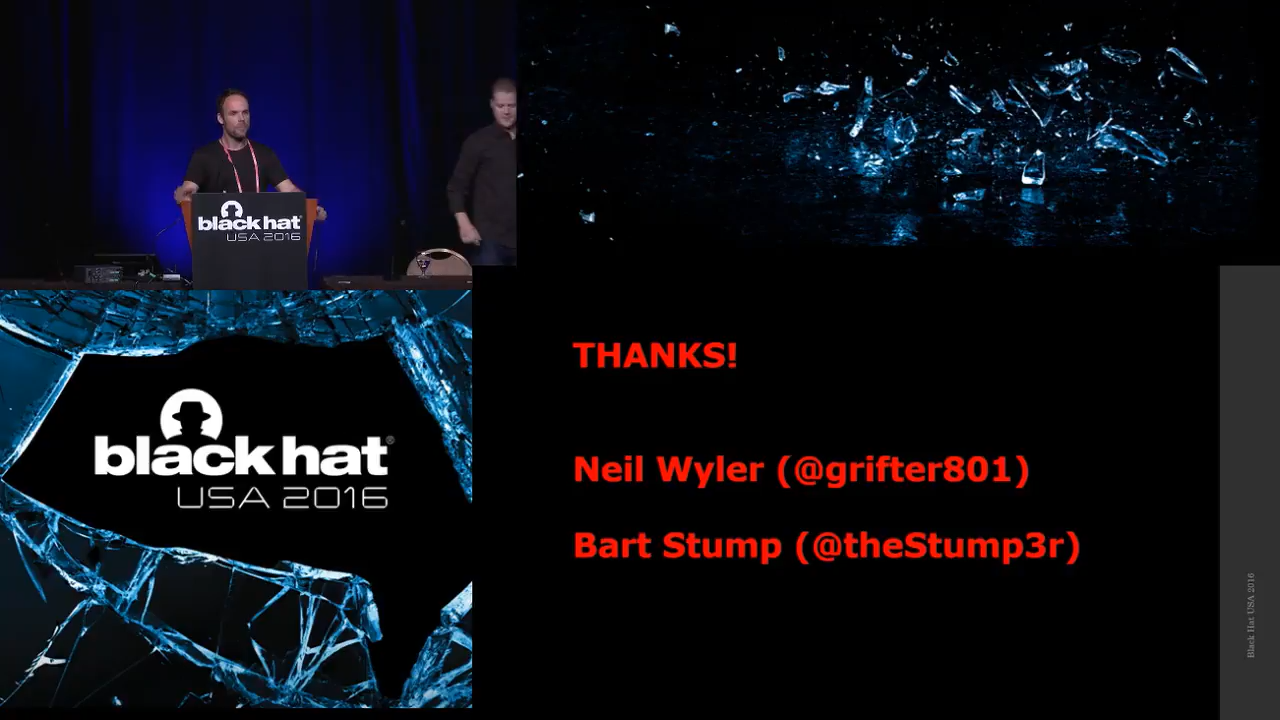 black hat
USA 2016
black hat®
USA 2016
THANKS!
Neil Wyler (@grifter801)
Bart Stump (@theStump3r)
Black Hat USA 2016